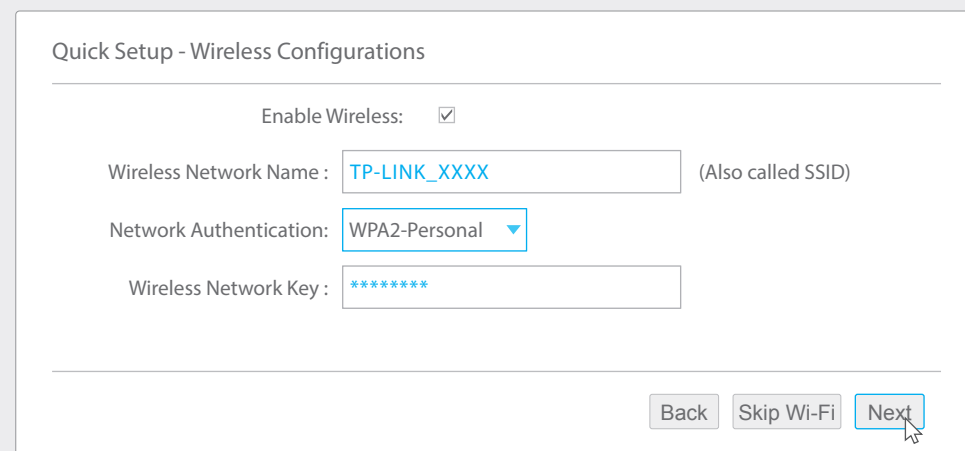 Quick Setup - Wireless Configurations
Enable Wireless:
Wireless Network Name : TP-LINK_XXXX (Also called SSID)
Network Authentication: WPA2-Personal
Wireless Network Key : ********
Back Skip Wi-Fi Next